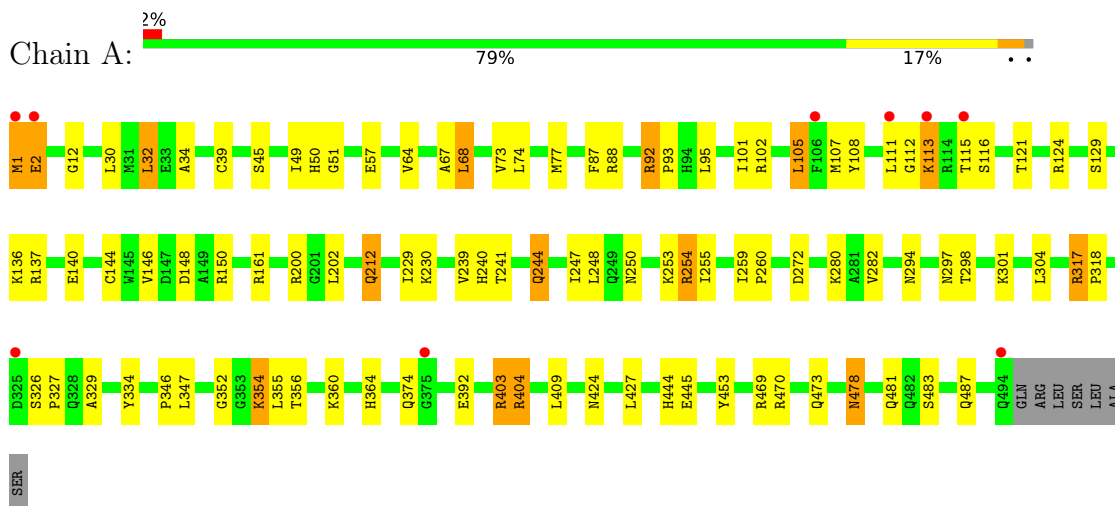 2%
Chain A:
79% 17% • •
M1 E2 G12 L30 M31 L32 E33 A34 C39 S45 I49 H50 G51 E57 V64 A67 L68 V73 L74 M77 F87 R88 R92 P93 H94 L95 I101 R102 L105 F106 M107 Y108 L111 G112 K113 R114 T115 S116 T121 R124 S129
K136 R137 E140 C144 W145 V146 D147 D148 A149 R150 R161 R200 G201 L202 Q212 I229 K230 V239 H240 T241 Q244 I247 L248 Q249 N250 K253 R254 I255 I259 P260 D272 K280 A281 V282 N294 N297 T298 K301 L304 R317 P318
D325 S326 P327 Q328 A329 Y334 P346 L347 G352 G353 K354 L355 T356 K360 H364 Q374 G375 E392 R403 R404 L409 N424 L427 H444 E445 Y453 R469 R470 Q473 N478 Q481 Q482 S483 Q487 Q494 GLN ARG LEU SER LEU ALA
SER